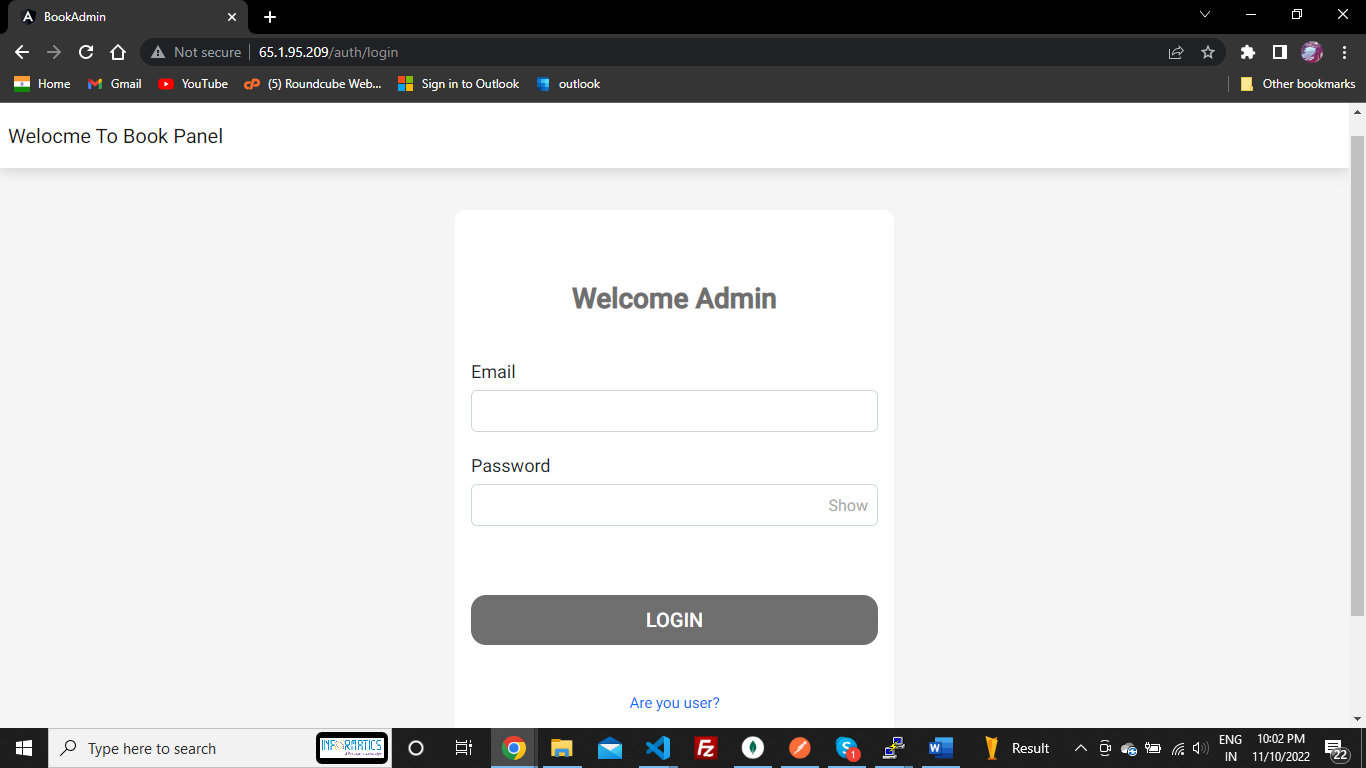 BookAdmin
Not secure 65.1.95.209/auth/login
Home Gmail YouTube (5) Roundcube Web... Sign in to Outlook outlook Other bookmarks
Welocme To Book Panel
Welcome Admin
Email
Password
Show
LOGIN
Are you user?
Type here to search INFORMATICS Result ENG 10:02 PM
IN 11/10/2022 22